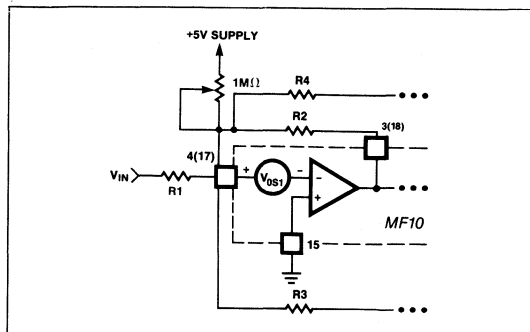 +5V SUPPLY
1MΩ
R4
R2
3(18)
4(17)
VIN
R1
+
VOS1
-
-
+
MF10
15
R3